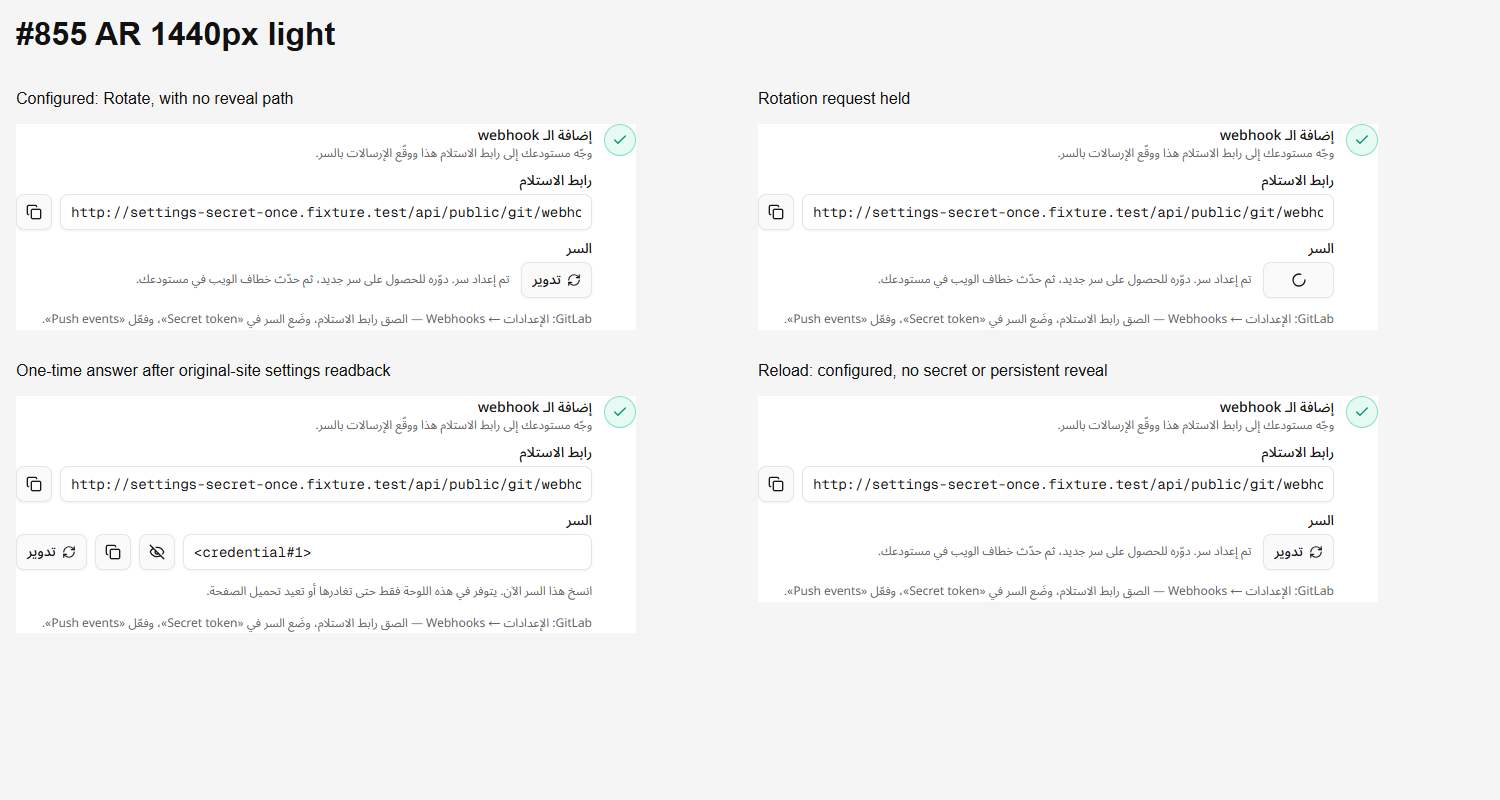 #855 AR 1440px light
Configured: Rotate, with no reveal path
إضافة الـ webhook
وجّه مستودعك إلى رابط الاستلام هذا ووقّع الإرسالات بالسر.
رابط الاستلام
http://settings-secret-once.fixture.test/api/public/git/webhc
السر
تدوير
تم إعداد سر. دوّره للحصول على سر جديد، ثم حدّث خطاف الويب في مستودعك.
GitLab: الإعدادات ← Webhooks — الصق رابط الاستلام، وضَع السر في «Secret token»، وفعّل «Push events».
Rotation request held
إضافة الـ webhook
وجّه مستودعك إلى رابط الاستلام هذا ووقّع الإرسالات بالسر.
رابط الاستلام
http://settings-secret-once.fixture.test/api/public/git/webhc
السر
تم إعداد سر. دوّره للحصول على سر جديد، ثم حدّث خطاف الويب في مستودعك.
GitLab: الإعدادات ← Webhooks — الصق رابط الاستلام، وضَع السر في «Secret token»، وفعّل «Push events».
One-time answer after original-site settings readback
إضافة الـ webhook
وجّه مستودعك إلى رابط الاستلام هذا ووقّع الإرسالات بالسر.
رابط الاستلام
http://settings-secret-once.fixture.test/api/public/git/webhc
السر
<credential#1>
تدوير
انسخ هذا السر الآن. يتوفر في هذه اللوحة فقط حتى تغادرها أو تعيد تحميل الصفحة.
GitLab: الإعدادات ← Webhooks — الصق رابط الاستلام، وضَع السر في «Secret token»، وفعّل «Push events».
Reload: configured, no secret or persistent reveal
إضافة الـ webhook
وجّه مستودعك إلى رابط الاستلام هذا ووقّع الإرسالات بالسر.
رابط الاستلام
http://settings-secret-once.fixture.test/api/public/git/webhc
السر
تدوير
تم إعداد سر. دوّره للحصول على سر جديد، ثم حدّث خطاف الويب في مستودعك.
GitLab: الإعدادات ← Webhooks — الصق رابط الاستلام، وضَع السر في «Secret token»، وفعّل «Push events».